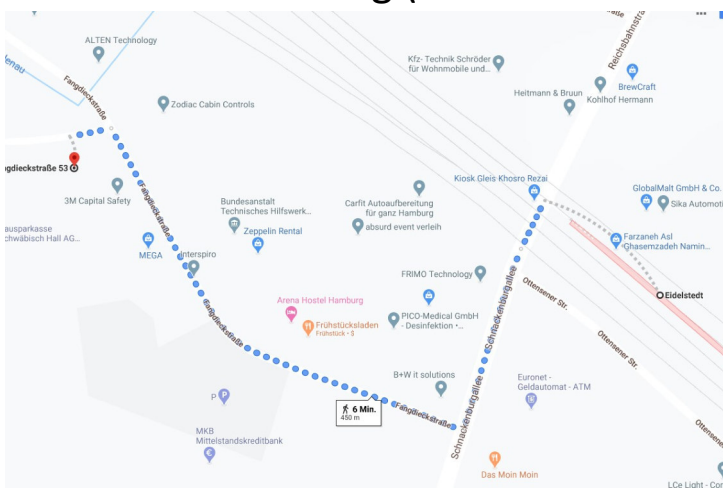 Reichsbahnstraße
ALTEN Technology
Fangdieckstraße
Kfz- Technik Schröder
für Wohnmobile und...
BrewCraft
Heitmann & Bruun
Kohlhof Hermann
Zodiac Cabin Controls
53
Kiosk Gleis Khosro Rezai
GlobalMalt GmbH & Co.
Sika Automoti
3M Capital Safety
Fangdieckstraße
Bundesanstalt
Technisches Hilfswerk...
Carfit Autoaufbereitung
für ganz Hamburg
absurd event verleih
Zeppelin Rental
Farzaneh Asl
Ghasemzadeh Namin...
ausparkasse
chwäbisch Hall AG...
MEGA
Interspiro
FRIMO Technology
Schnackenburgallee
Ottensener Str.
Eidelstedt
Arena Hostel Hamburg
Fangdieckstraße
PICO-Medical GmbH
- Desinfektion •...
Frühstücksladen
Frühstück • $
Ottensener Str.
B+W it solutions
Euronet -
Geldautomat - ATM
P
6 Min.
450 m
Fangdieckstraße
Schnackenburgallee
MKB
Mittelstandskreditbank
Das Moin Moin
LCe Light - Cor